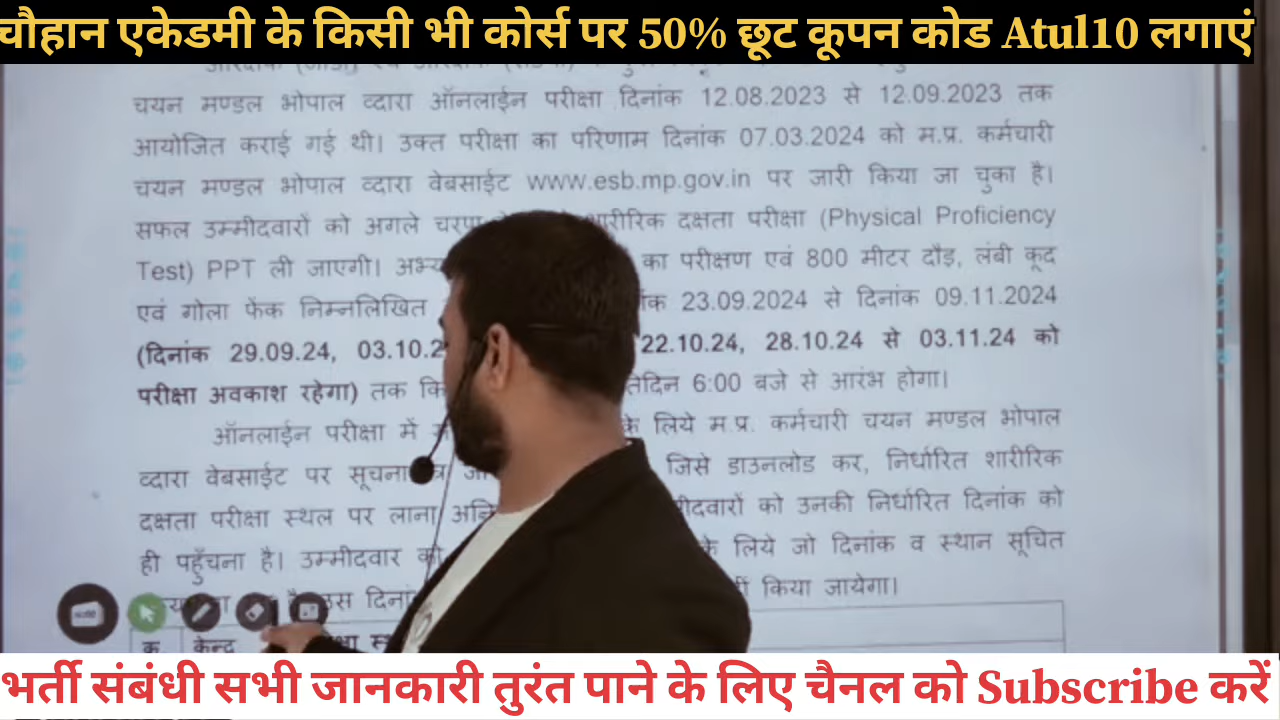 चौहान एकेडमी के किसी भी कोर्स पर 50% छूट कूपन कोड Atul10 लगाएं
चयन मण्डल भोपाल व्दारा ऑनलाईन परीक्षा दिनांक 12.08.2023 से 12.09.2023 तक
आयोजित कराई गई थी। उक्त परीक्षा का परिणाम दिनांक 07.03.2024 को म.प्र. कर्मचारी
चयन मण्डल भोपाल व्दारा वेबसाईट www.esb.mp.gov.in पर जारी किया जा चुका है।
सफल उम्मीदवारों को अगले दक्षता परीक्षा (Physical Proficiency
Test) PPT ली जाएगी। का परीक्षण एवं 800 मीटर दौड़, लंबी कूद
एवं गोला फेंक निम्नलिखित 23.09.2024 से दिनांक 09.11.2024
(दिनांक 29.09.24, 22.10.24, 28.10.24 से 03.11.24 को
परीक्षा अवकाश रहेगा) तक 6:00 बजे से आरंभ होगा।
ऑनलाईन परीक्षा में के लिये म.प्र. कर्मचारी चयन मण्डल भोपाल
व्दारा वेबसाईट पर जिसे डाउनलोड कर, निर्धारित शारीरिक
दक्षता परीक्षा स्थल पर लाना उनकी निर्धारित दिनांक को
ही पहुँचना है। उम्मीदवार के लिये जो दिनांक व स्थान सूचित
किया जायेगा।
केन्द्र
भर्ती संबंधी सभी जानकारी तुरंत पाने के लिए चैनल को Subscribe करें